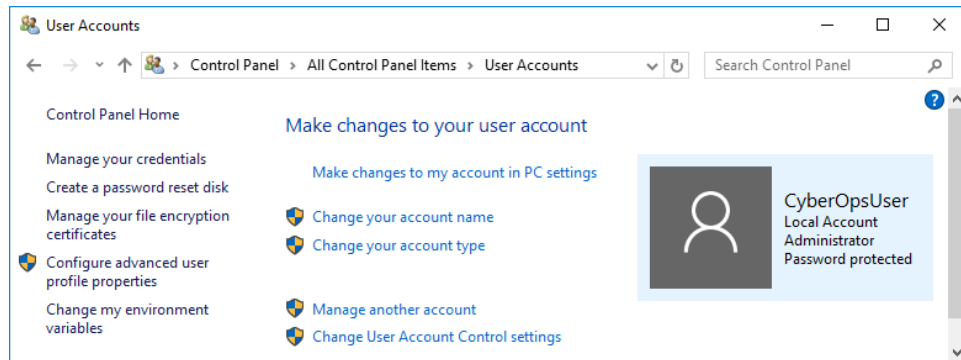 User Accounts
Control Panel > All Control Panel Items > User Accounts
Search Control Panel
Control Panel Home
Manage your credentials
Create a password reset disk
Manage your file encryption
certificates
Configure advanced user
profile properties
Change my environment
variables
Make changes to your user account
Make changes to my account in PC settings
Change your account name
Change your account type
Manage another account
Change User Account Control settings
CyberOpsUser
Local Account
Administrator
Password protected